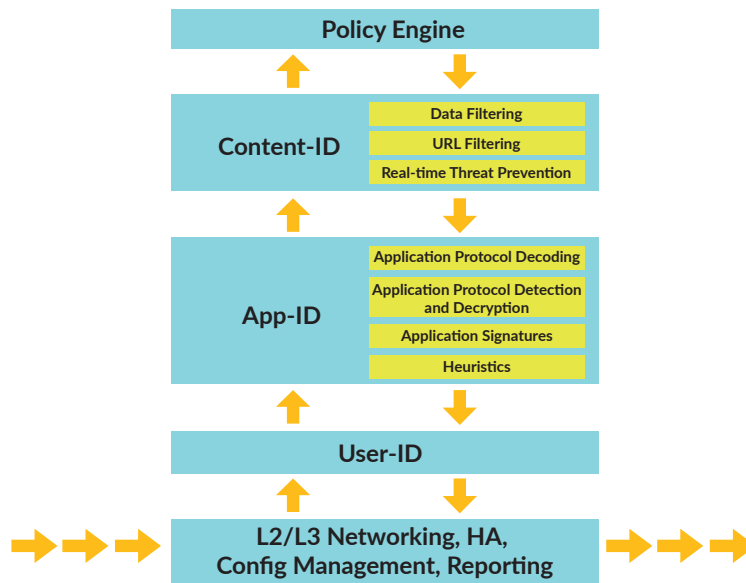 Policy Engine
Content-ID
Data Filtering
URL Filtering
Real-time Threat Prevention
App-ID
Application Protocol Decoding
Application Protocol Detection
and Decryption
Application Signatures
Heuristics
User-ID
L2/L3 Networking, HA,
Config Management, Reporting